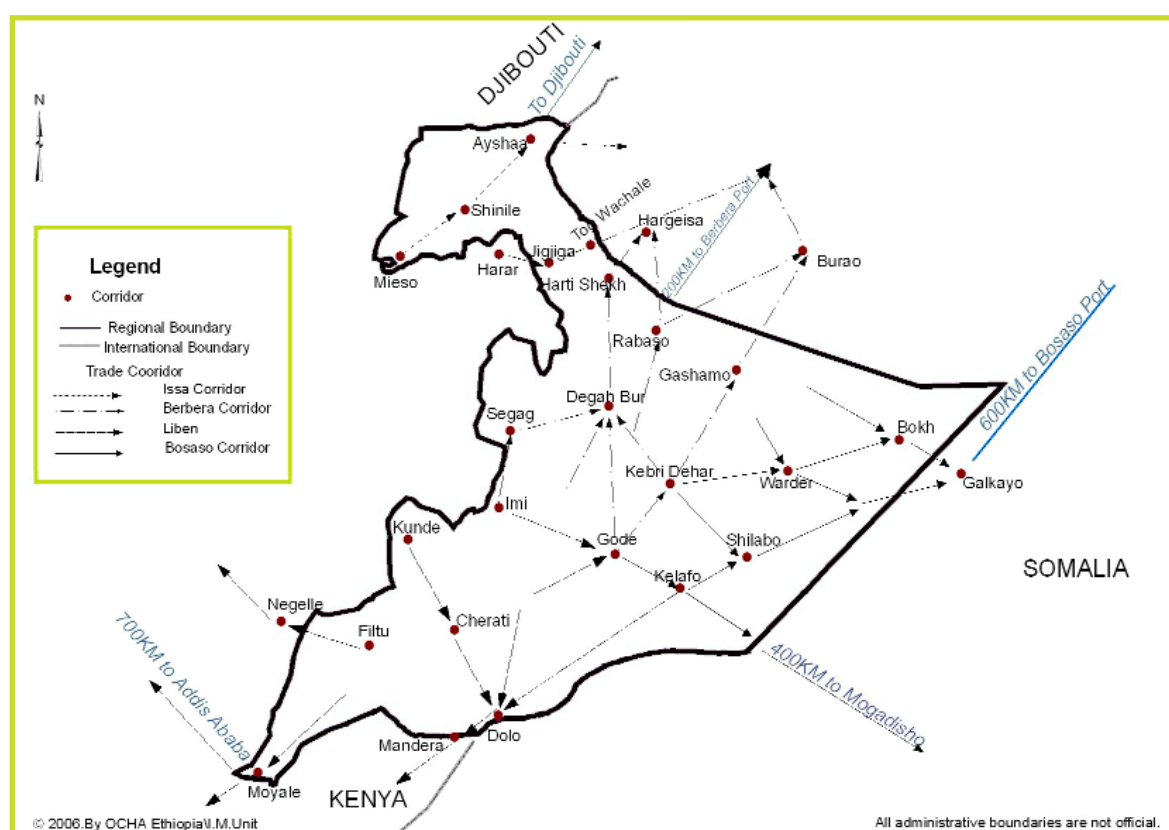 DJIBOUTI
To Djibouti
N
Ayshaa
Shinile
Tog Wachale
Hargeisa
200KM to Berbera Port
Mieso
Harar
Jigjiga
Harti Shekh
Burao
Legend
Corridor
Regional Boundary
International Boundary
Trade Cooridor
Issa Corridor
Berbera Corridor
Liben
Bosaso Corridor
Rabaso
Gashamo
600KM to Bosaso Port
Degah Bur
Segag
Bokh
Kebri Dehar
Warder
Galkayo
Imi
Kunde
Gode
Shilabo
SOMALIA
Kelafo
Negelle
Cherati
Filtu
700KM to Addis Ababa
400KM to Mogadisho
Dolo
Mandera
Moyale
KENYA
© 2006.By OCHA Ethiopia\I.M.Unit
All administrative boundaries are not official.